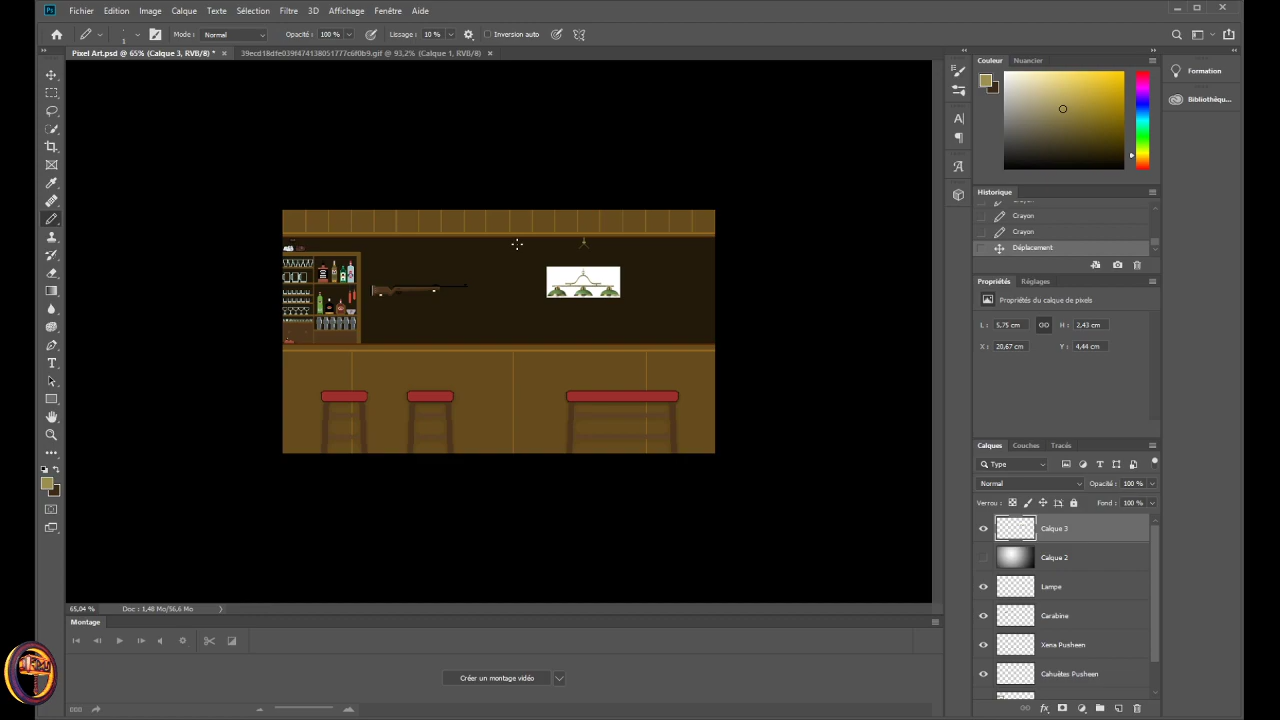 Fichier Edition Image Calque Texte Sélection Filtre 3D Affichage Fenêtre Aide
1 Mode : Normal Opacité : 100 % Lissage : 10 % Inversion auto
Pixel Art.psd @ 65% (Calque 3, RVB/8) * × 39ecd18dfe039f474138051777c6f0b9.gif @ 93,2% (Calque 1, RVB/8) ×
Couleur Nuancier
Formation
Bibliothèqu...
Historique
Crayon
Crayon
Déplacement
Propriétés Réglages
Propriétés du calque de pixels
L : 5,75 cm H : 2,43 cm
X : 20,67 cm Y : 4,44 cm
Calques Couches Tracés
Type
Normal Opacité : 100 %
Verrou : Fond : 100 %
Calque 3
Calque 2
Lampe
Carabine
Xena Pusheen
Cahuètes Pusheen
65,04 % Doc : 1,48 Mo/56,6 Mo
Montage
Créer un montage vidéo